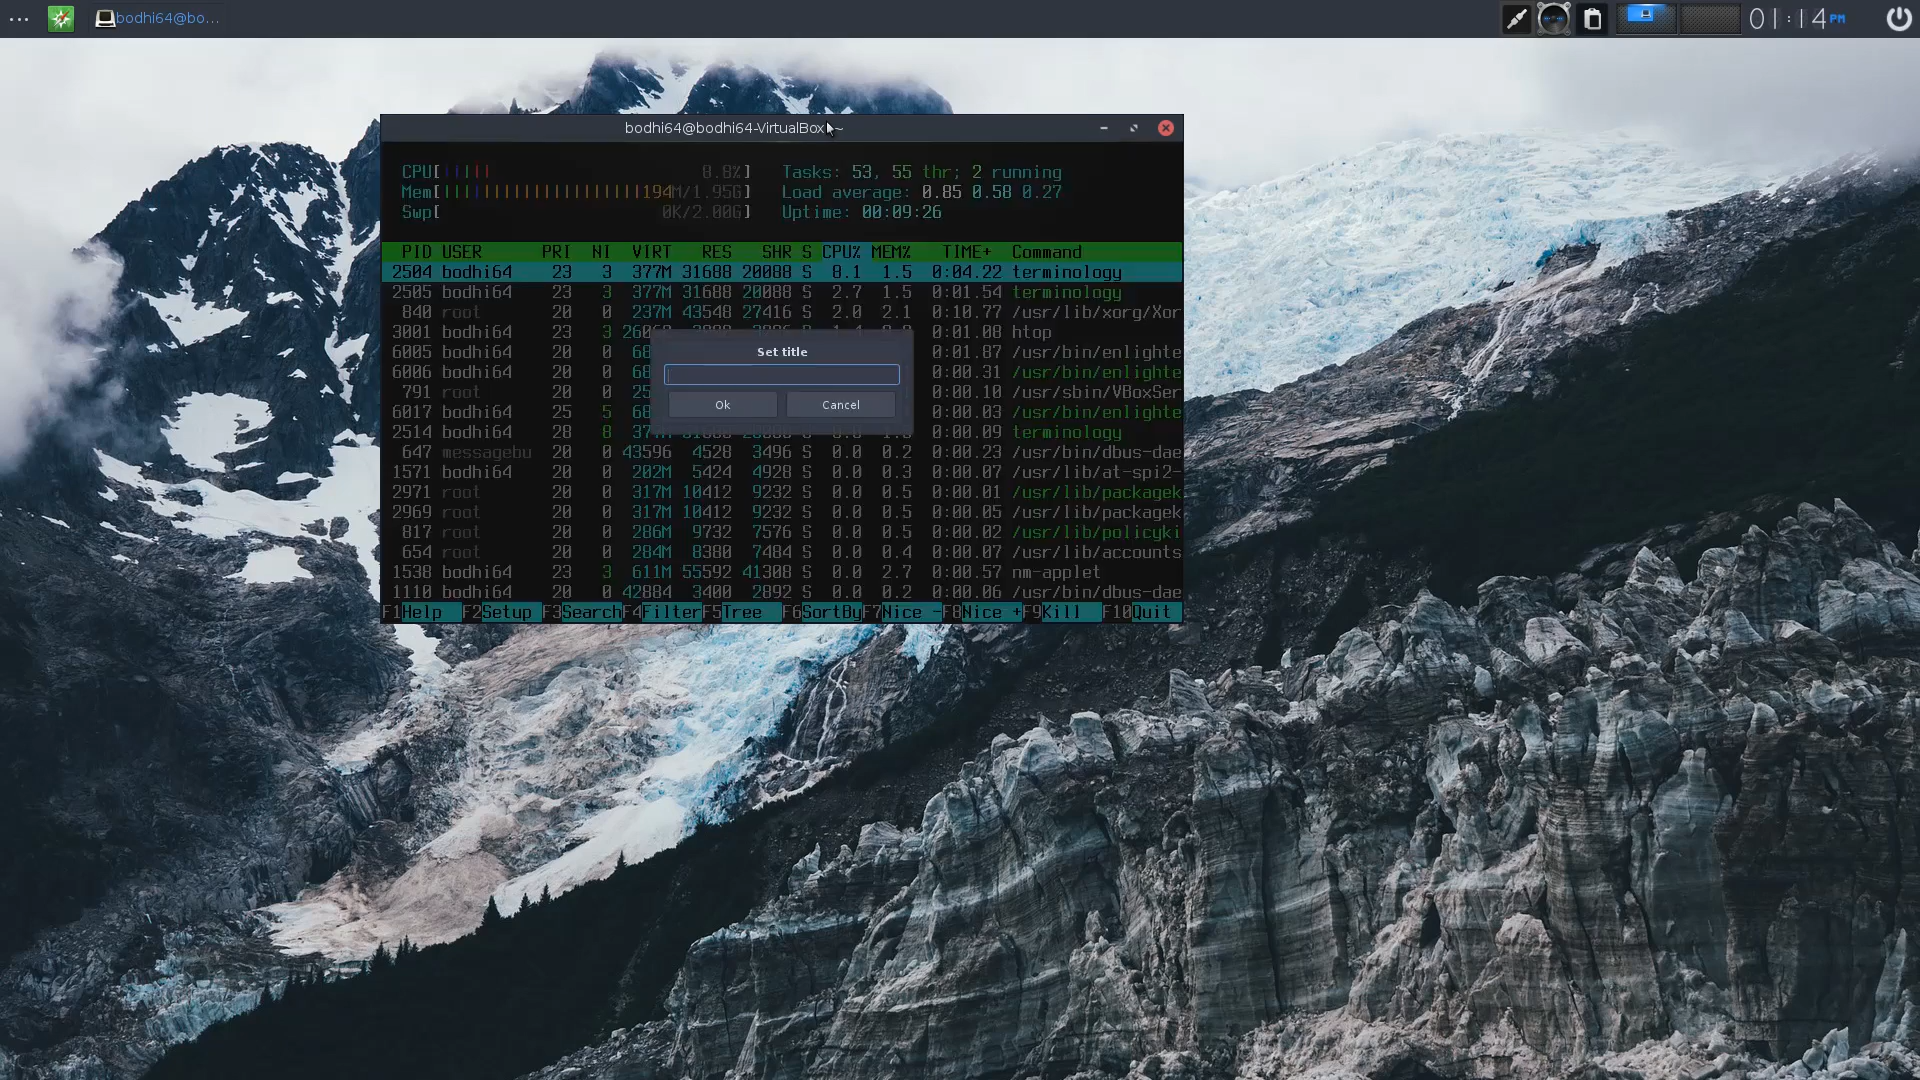 bodhi64@bo...
01:14 PM
bodhi64@bodhi64-VirtualBox: ~
CPU[||||| 0.8%] Tasks: 53, 55 thr; 2 running
Mem[||||||||||||||||||||194M/1.95G] Load average: 0.85 0.58 0.27
Swp[ 0K/2.00G] Uptime: 00:09:26
PID USER PRI NI VIRT RES SHR S CPU% MEM% TIME+ Command
2504 bodhi64 23 3 377M 31688 20088 S 8.1 1.5 0:04.22 terminology
2505 bodhi64 23 3 377M 31688 20088 S 2.7 1.5 0:01.54 terminology
840 root 20 0 237M 43548 27416 S 2.0 2.1 0:10.77 /usr/lib/xorg/Xor
3001 bodhi64 23 3 0:01.08 htop
6005 bodhi64 20 0 0:01.87 /usr/bin/enlighte
6006 bodhi64 20 0 0:00.31 /usr/bin/enlighte
791 root 20 0 0:00.10 /usr/sbin/VBoxSer
6017 bodhi64 25 5 0:00.03 /usr/bin/enlighte
2514 bodhi64 28 8 0:00.09 terminology
Set title
Ok Cancel
647 messagebu 20 0 43596 4528 3496 S 0.0 0.2 0:00.23 /usr/bin/dbus-dae
1571 bodhi64 20 0 202M 5424 4928 S 0.0 0.3 0:00.07 /usr/lib/at-spi2-
2971 root 20 0 317M 10412 9232 S 0.0 0.5 0:00.01 /usr/lib/packagek
2969 root 20 0 317M 10412 9232 S 0.0 0.5 0:00.05 /usr/lib/packagek
817 root 20 0 286M 9732 7576 S 0.0 0.5 0:00.02 /usr/lib/policyki
654 root 20 0 284M 8380 7484 S 0.0 0.4 0:00.07 /usr/lib/accounts
1538 bodhi64 23 3 611M 55592 41308 S 0.0 2.7 0:00.57 nm-applet
1110 bodhi64 20 0 42884 3400 2892 S 0.0 0.2 0:00.06 /usr/bin/dbus-dae
F1Help F2Setup F3SearchF4FilterF5Tree F6SortByF7Nice -F8Nice +F9Kill F10Quit